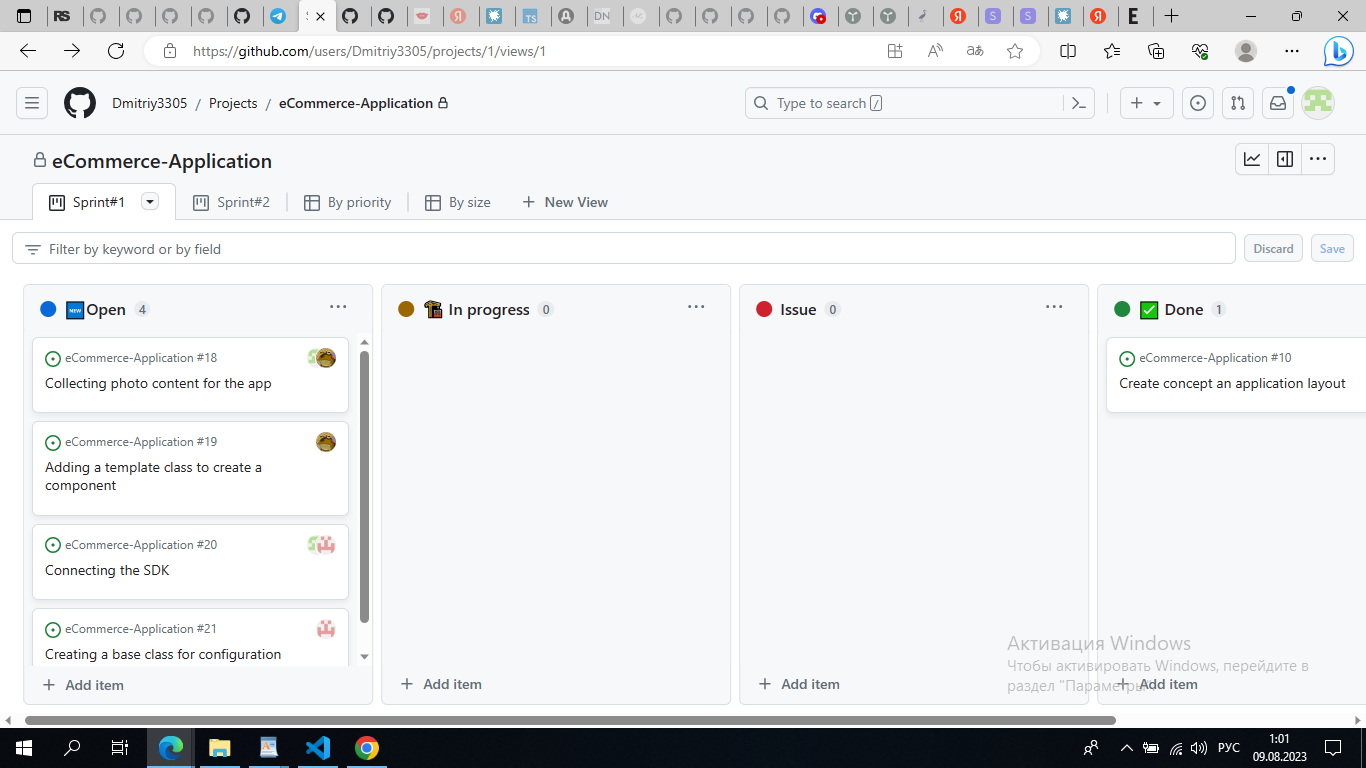 RS
TS
DN
Я
S
S
Я
E
https://github.com/users/Dmitriy3305/projects/1/views/1
Dmitriy3305 / Projects / eCommerce-Application
Type to search /
eCommerce-Application
Sprint#1
Sprint#2
By priority
By size
New View
Filter by keyword or by field
Discard
Save
NEW Open 4
eCommerce-Application #18
Collecting photo content for the app
eCommerce-Application #19
Adding a template class to create a
component
eCommerce-Application #20
Connecting the SDK
eCommerce-Application #21
Creating a base class for configuration
Add item
In progress 0
Add item
Issue 0
Add item
Done 1
eCommerce-Application #10
Create concept an application layout
Add item
Активация Windows
Чтобы активировать Windows, перейдите в
раздел "Параметры".
РУС
1:01
09.08.2023